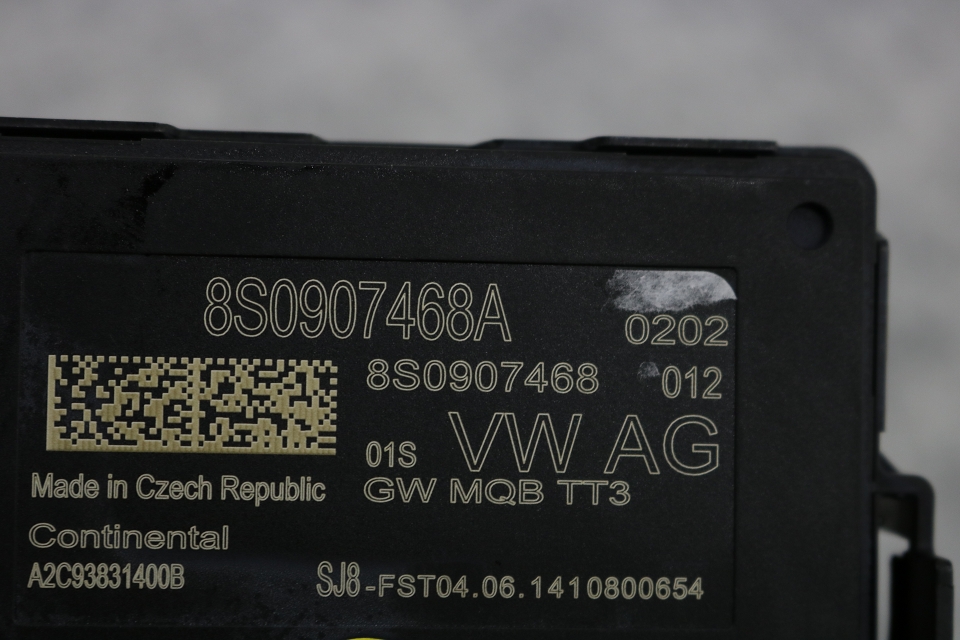 8S0907468A
0202
8S0907468 012
01S VW AG
Made in Czech Republic
GW MQB TT3
Continental
A2C93831400B
SJ8-FST04.06.1410800654